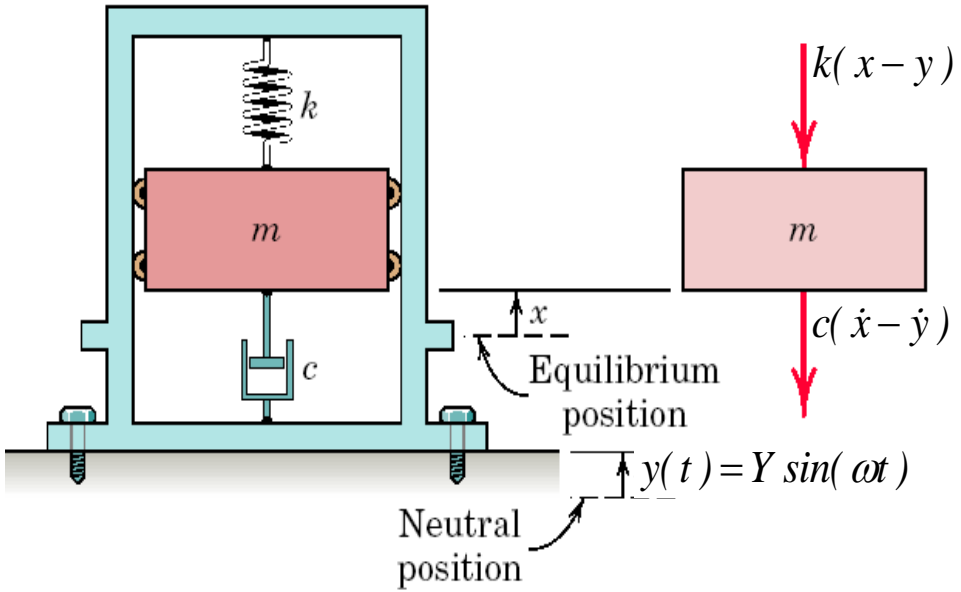 k( x − y )
k
m
m
x
c( ẋ − ẏ )
c
Equilibrium
position
y( t ) = Y sin( ωt )
Neutral
position